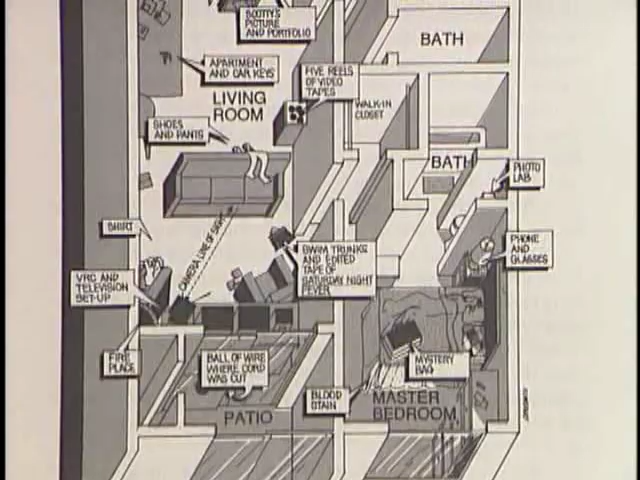 SCOTTY'S
PICTURE
AND PORTFOLIO
BATH
APARTMENT
AND CAR KEYS
FIVE REELS
OF VIDEO
TAPES
LIVING
ROOM
WALK-IN
CLOSET
SHOES
AND PANTS
BATH
PHOTO
LAB
SHIRT
CAMERA LINE OF SIGHT
SWIM TRUNKS
AND EDITED
TAPE OF
SATURDAY NIGHT
FEVER
PHONE
AND
GLASSES
VRC AND
TELEVISION
SET-UP
FIRE
PLACE
BALL OF WIRE
WHERE CORD
WAS CUT
MYSTERY
BAG
BLOOD
STAIN
MASTER
BEDROOM
PATIO